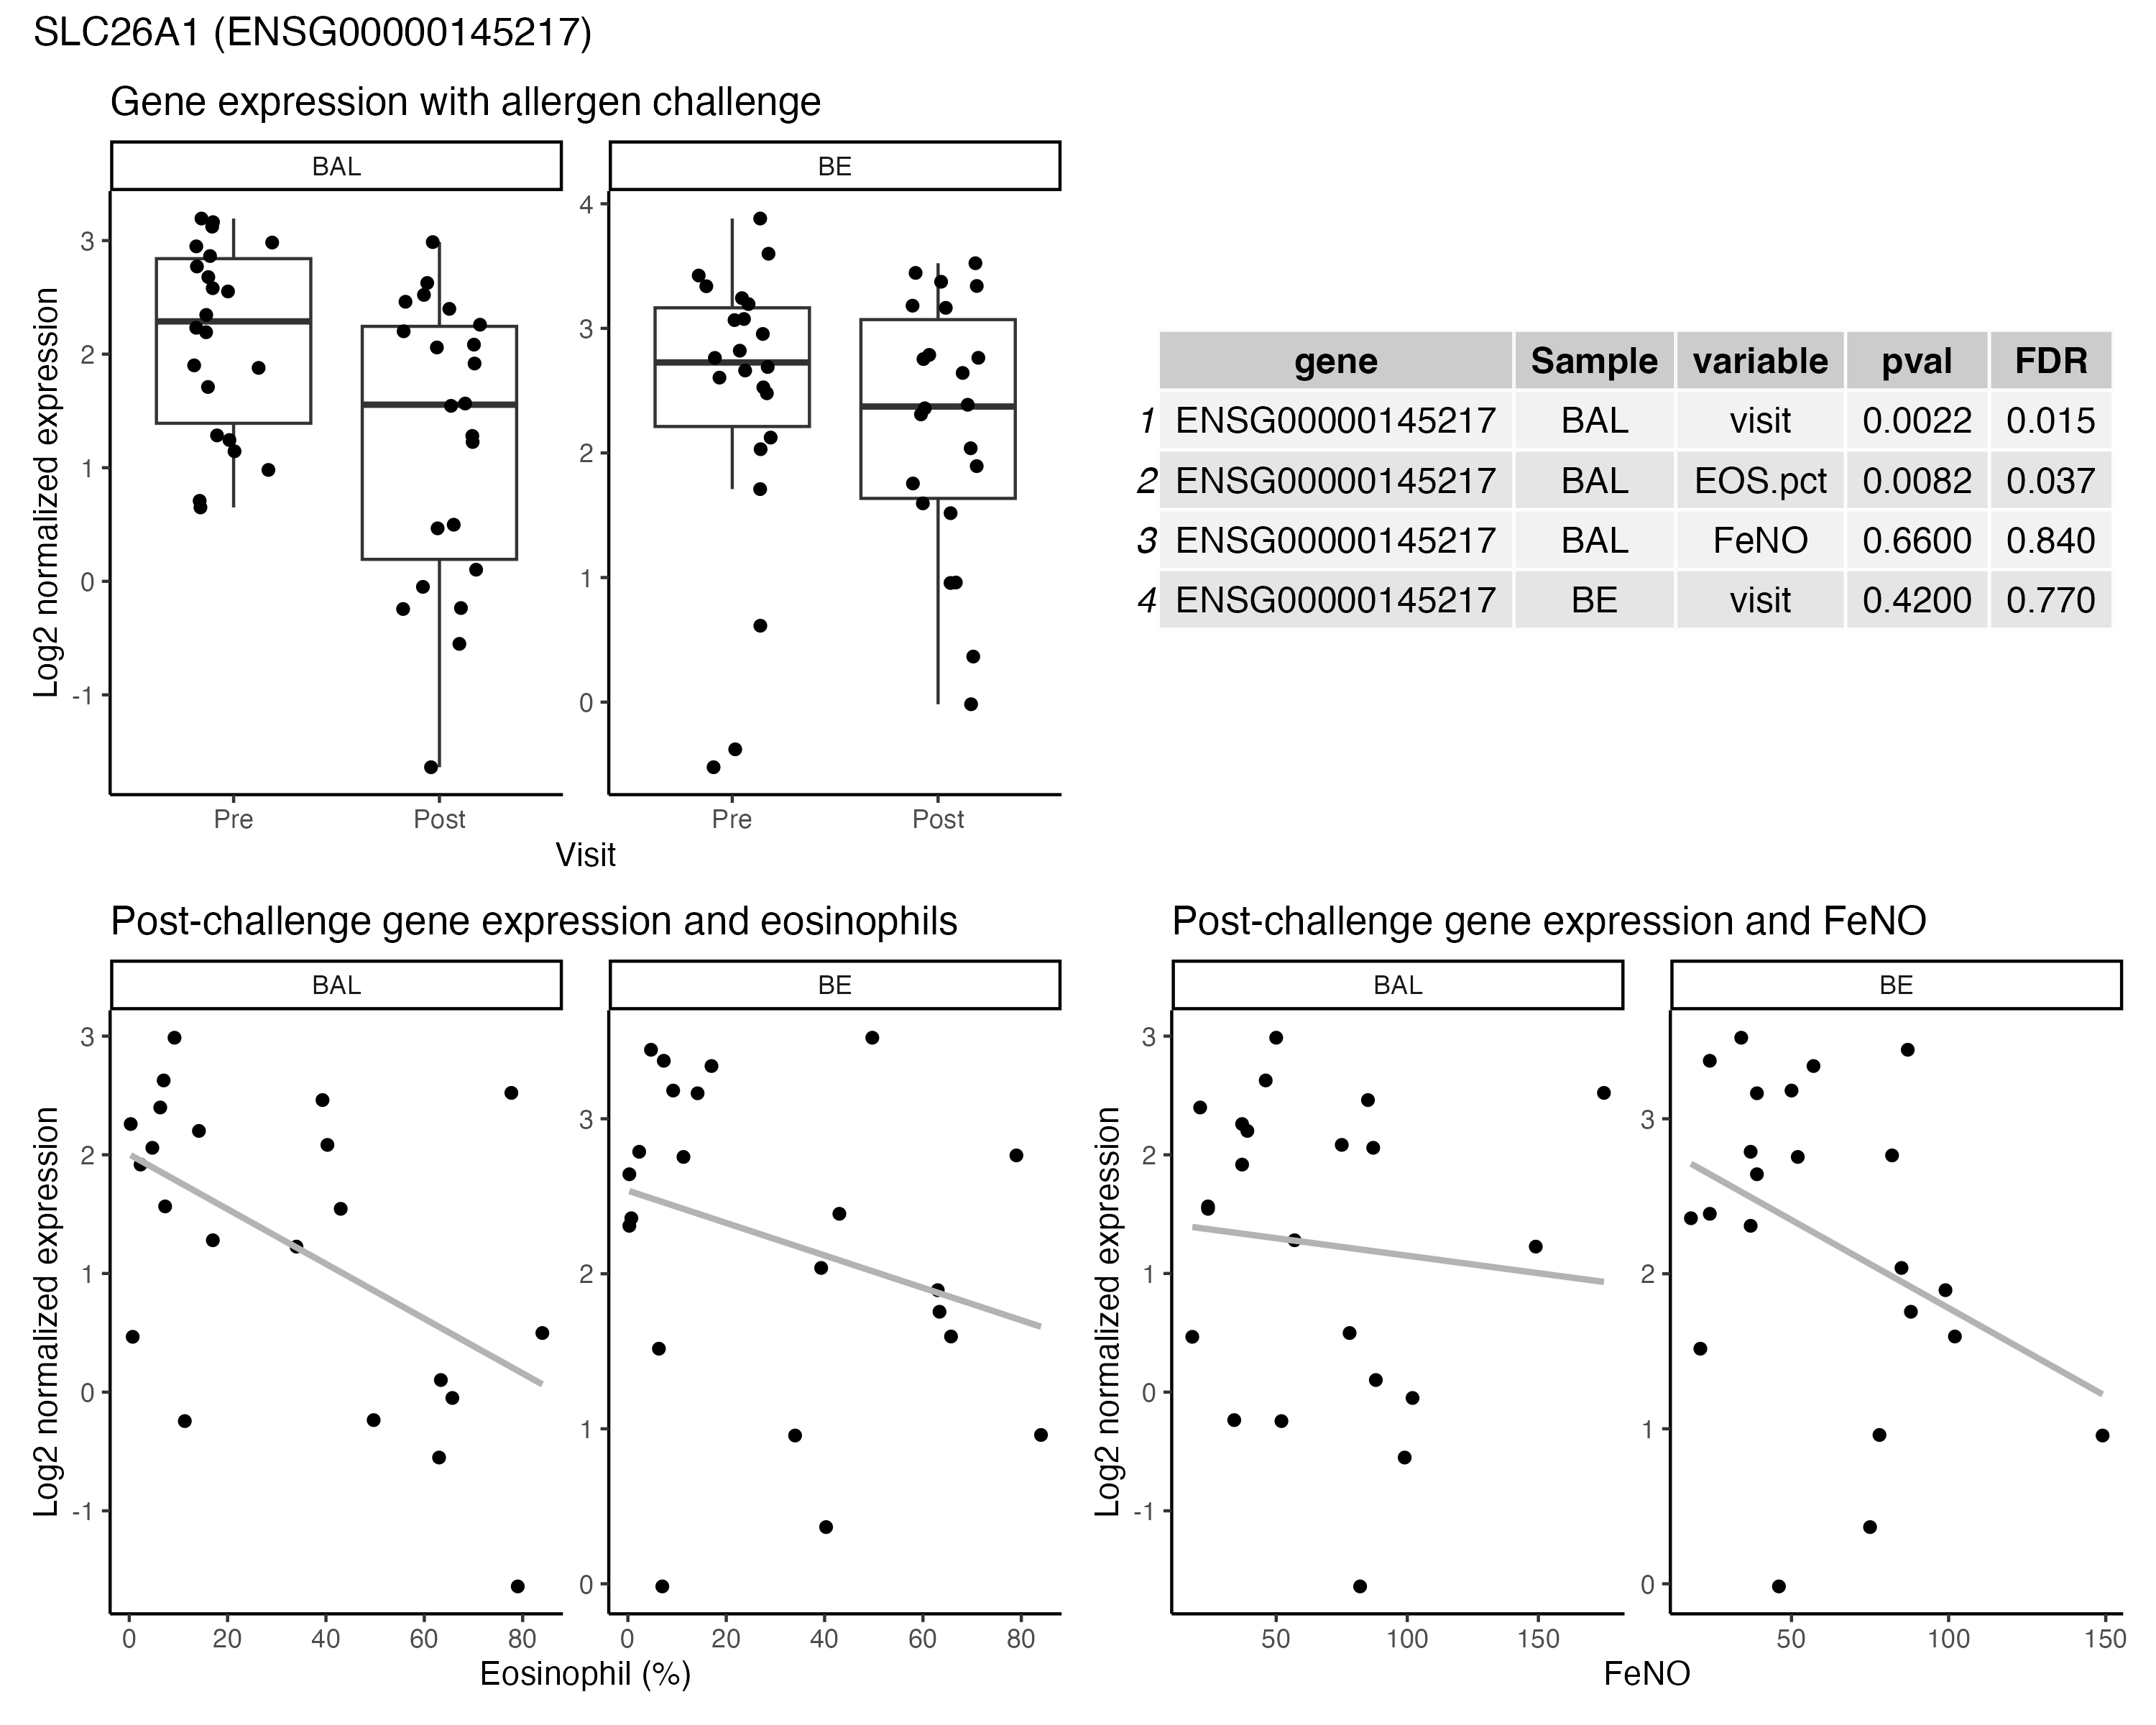 SLC26A1 (ENSG00000145217)
Gene expression with allergen challenge
BAL
BE
Log2 normalized expression
3
2
1
0
-1
4
3
2
1
0
Pre
Post
Pre
Post
Visit
gene Sample variable pval FDR
1 ENSG00000145217 BAL visit 0.0022 0.015
2 ENSG00000145217 BAL EOS.pct 0.0082 0.037
3 ENSG00000145217 BAL FeNO 0.6600 0.840
4 ENSG00000145217 BE visit 0.4200 0.770
Post-challenge gene expression and eosinophils
BAL
BE
Log2 normalized expression
3
2
1
0
-1
3
2
1
0
0 20 40 60 80
0 20 40 60 80
Eosinophil (%)
Post-challenge gene expression and FeNO
BAL
BE
Log2 normalized expression
3
2
1
0
-1
3
2
1
0
50 100 150
50 100 150
FeNO